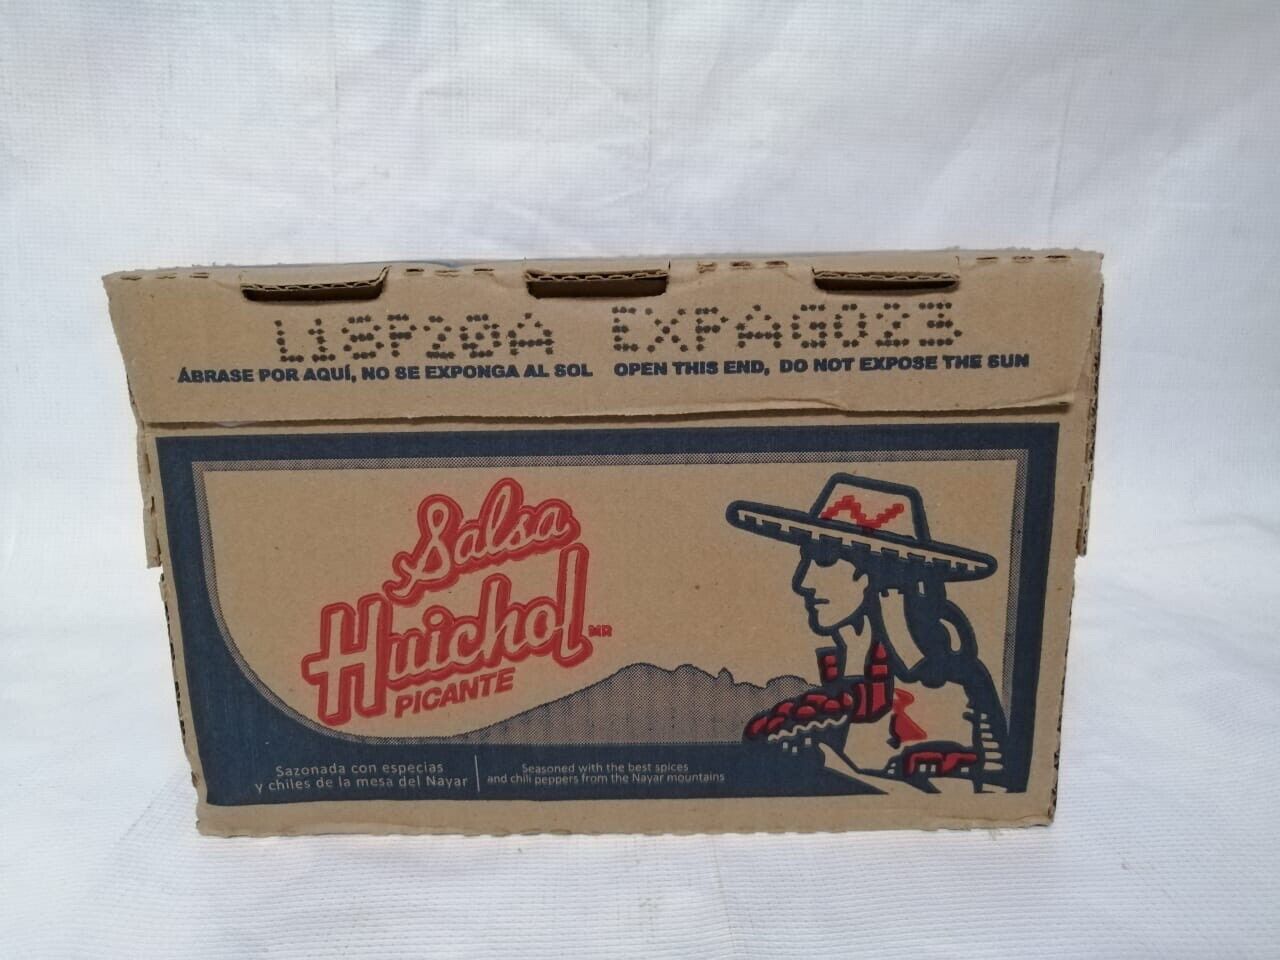 L18P20A EXPAGO23
ÁBRASE POR AQUÍ, NO SE EXPONGA AL SOL OPEN THIS END, DO NOT EXPOSE THE SUN
Salsa
Huichol MR
PICANTE
Sazonada con especias
y chiles de la mesa del Nayar
Seasoned with the best spices
and chili peppers from the Nayar mountains